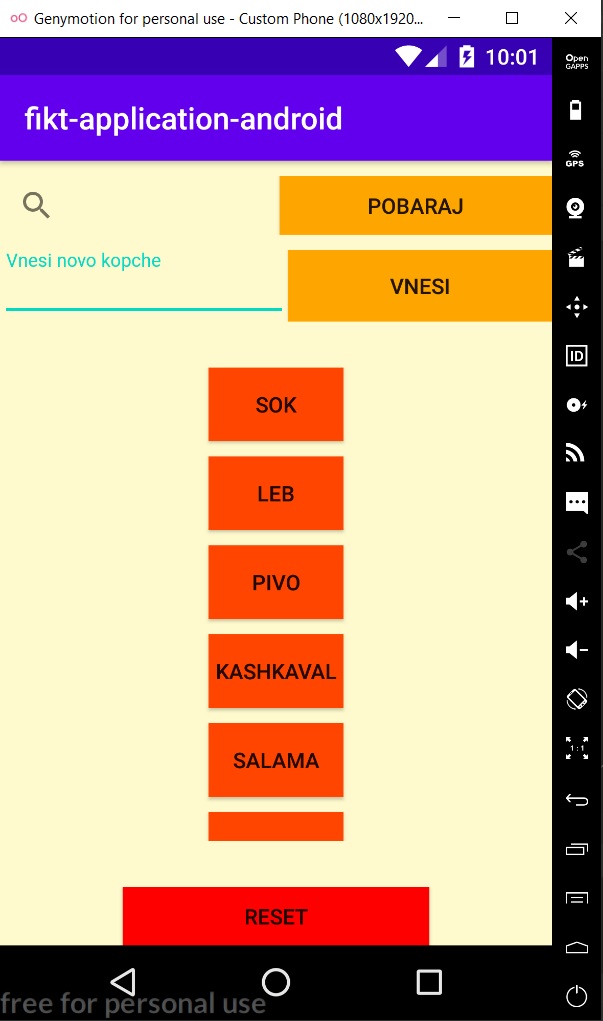 Genymotion for personal use - Custom Phone (1080x1920...
10:01
Open
GAPPS
fikt-application-android
GPS
POBARAJ
Vnesi novo kopche
VNESI
ID
SOK
LEB
PIVO
KASHKAVAL
SALAMA
1:1
RESET
free for personal use